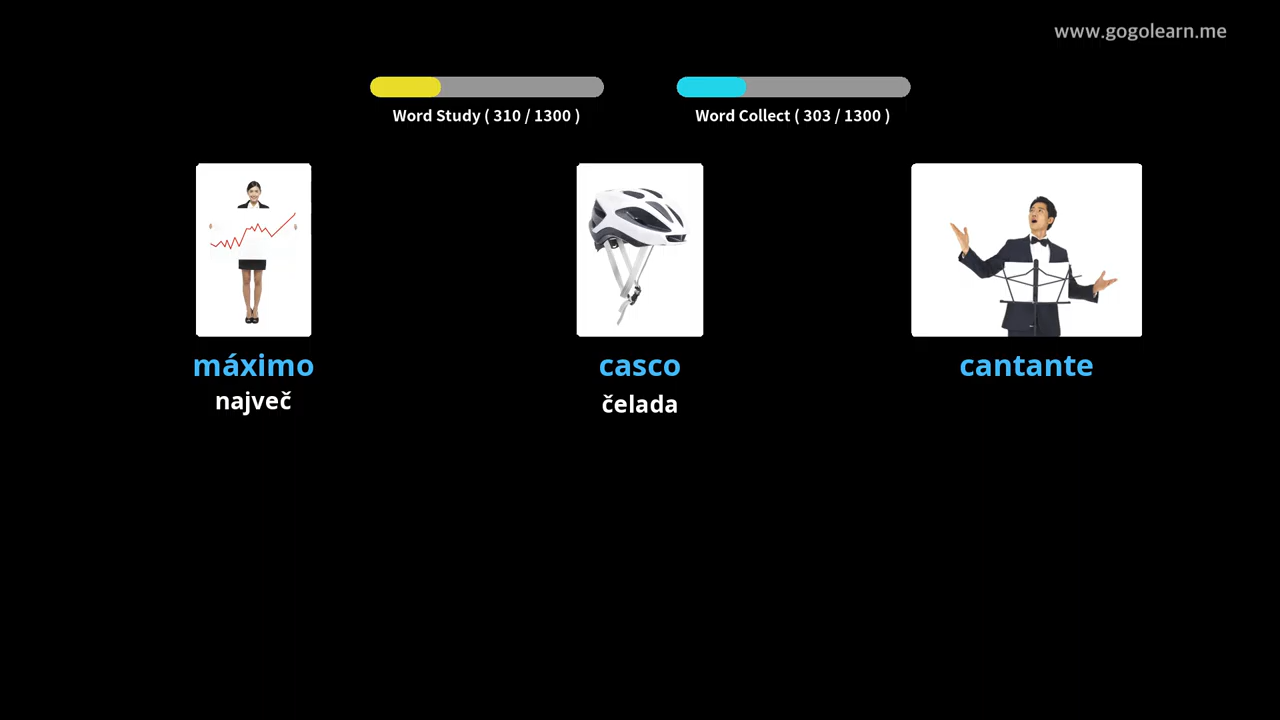 www.gogolearn.me
Word Study ( 310 / 1300 )
Word Collect ( 303 / 1300 )
máximo
največ
casco
čelada
cantante